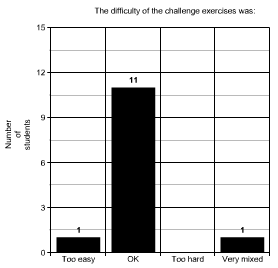 The difficulty of the challenge exercises was:
15
12
9
6
3
0
Number
of
students
1
11
1
Too easy
OK
Too hard
Very mixed